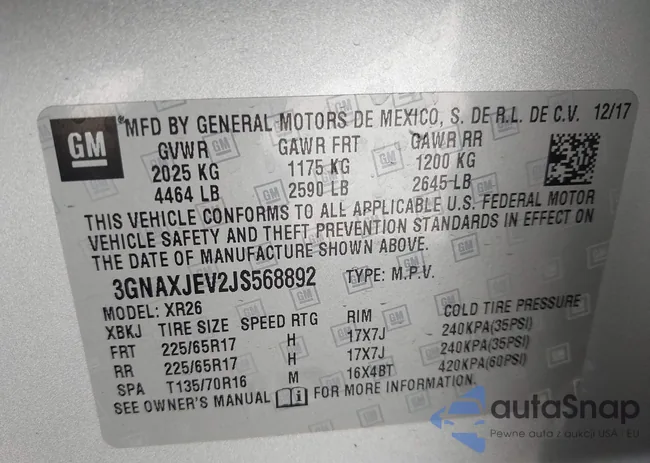 GM
*MFD BY GENERAL MOTORS DE MEXICO, S. DE R.L. DE C.V. 12/17
GVWR GAWR FRT GAWR RR
2025 KG 1175 KG 1200 KG
4464 LB 2590 LB 2645 LB
THIS VEHICLE CONFORMS TO ALL APPLICABLE U.S. FEDERAL MOTOR
VEHICLE SAFETY AND THEFT PREVENTION STANDARDS IN EFFECT ON
THE DATE OF MANUFACTURE SHOWN ABOVE.
3GNAXJEV2JS568892 TYPE: M.P.V.
MODEL: XR26
XBKJ TIRE SIZE SPEED RTG RIM COLD TIRE PRESSURE
FRT 225/65R17 H 17X7J 240KPA(35PSI)
RR 225/65R17 H 17X7J 240KPA(35PSI)
SPA T135/70R16 M 16X4BT 420KPA(60PSI)
SEE OWNER'S MANUAL i FOR MORE INFORMATION.
autaSnap
Pewne auta z aukcji USA i EU